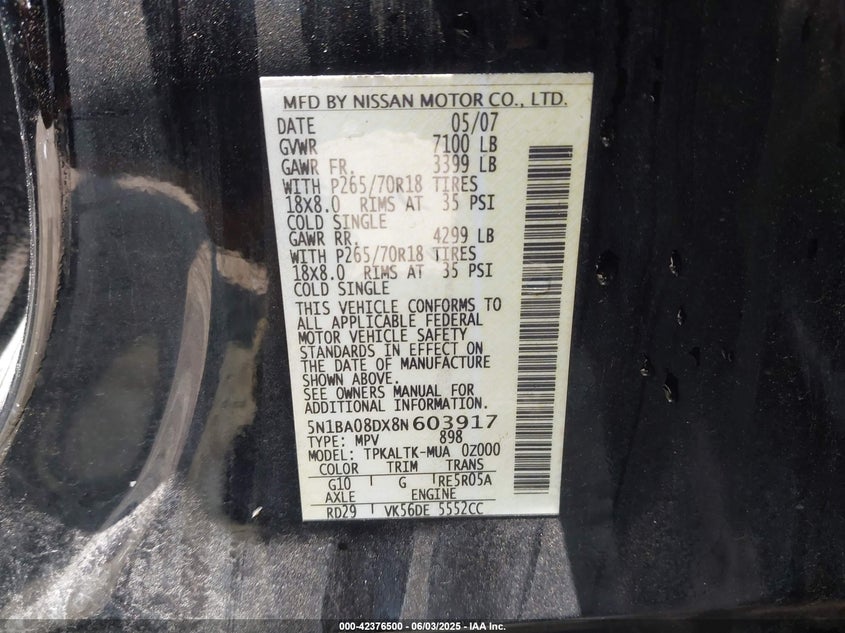 MFD BY NISSAN MOTOR CO., LTD.
DATE 05/07
GVWR 7100 LB
GAWR FR. 3399 LB
WITH P265/70R18 TIRES
18X8.0 RIMS AT 35 PSI
COLD SINGLE
GAWR RR. 4299 LB
WITH P265/70R18 TIRES
18X8.0 RIMS AT 35 PSI
COLD SINGLE
THIS VEHICLE CONFORMS TO
ALL APPLICABLE FEDERAL
MOTOR VEHICLE SAFETY
STANDARDS IN EFFECT ON
THE DATE OF MANUFACTURE
SHOWN ABOVE.
SEE OWNERS MANUAL FOR
ADDITIONAL INFORMATION.
5N1BA08DX8N603917
TYPE: MPV 898
MODEL: TPKALTK-MUA 0Z000
COLOR TRIM TRANS
G10 G RE5R05A
AXLE ENGINE
RD29 VK56DE 5552CC
000-42376500 - 06/03/2025 - IAA Inc.